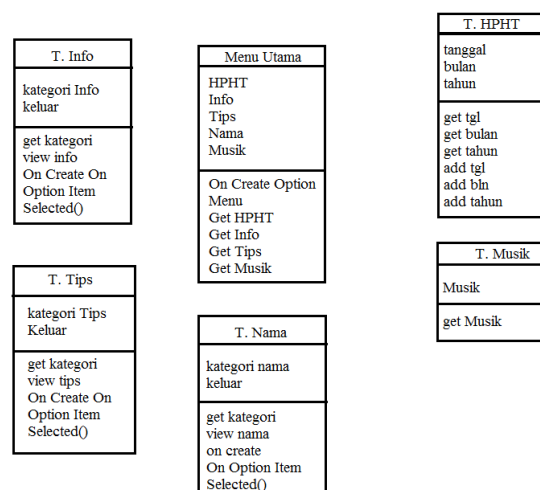 T. Info
kategori Info
keluar
get kategori
view info
On Create On
Option Item
Selected()
Menu Utama
HPHT
Info
Tips
Nama
Musik
On Create Option
Menu
Get HPHT
Get Info
Get Tips
Get Musik
T. HPHT
tanggal
bulan
tahun
get tgl
get bulan
get tahun
add tgl
add bln
add tahun
T. Tips
kategori Tips
Keluar
get kategori
view tips
On Create On
Option Item
Selected()
T. Nama
kategori nama
keluar
get kategori
view nama
on create
On Option Item
Selected()
T. Musik
Musik
get Musik